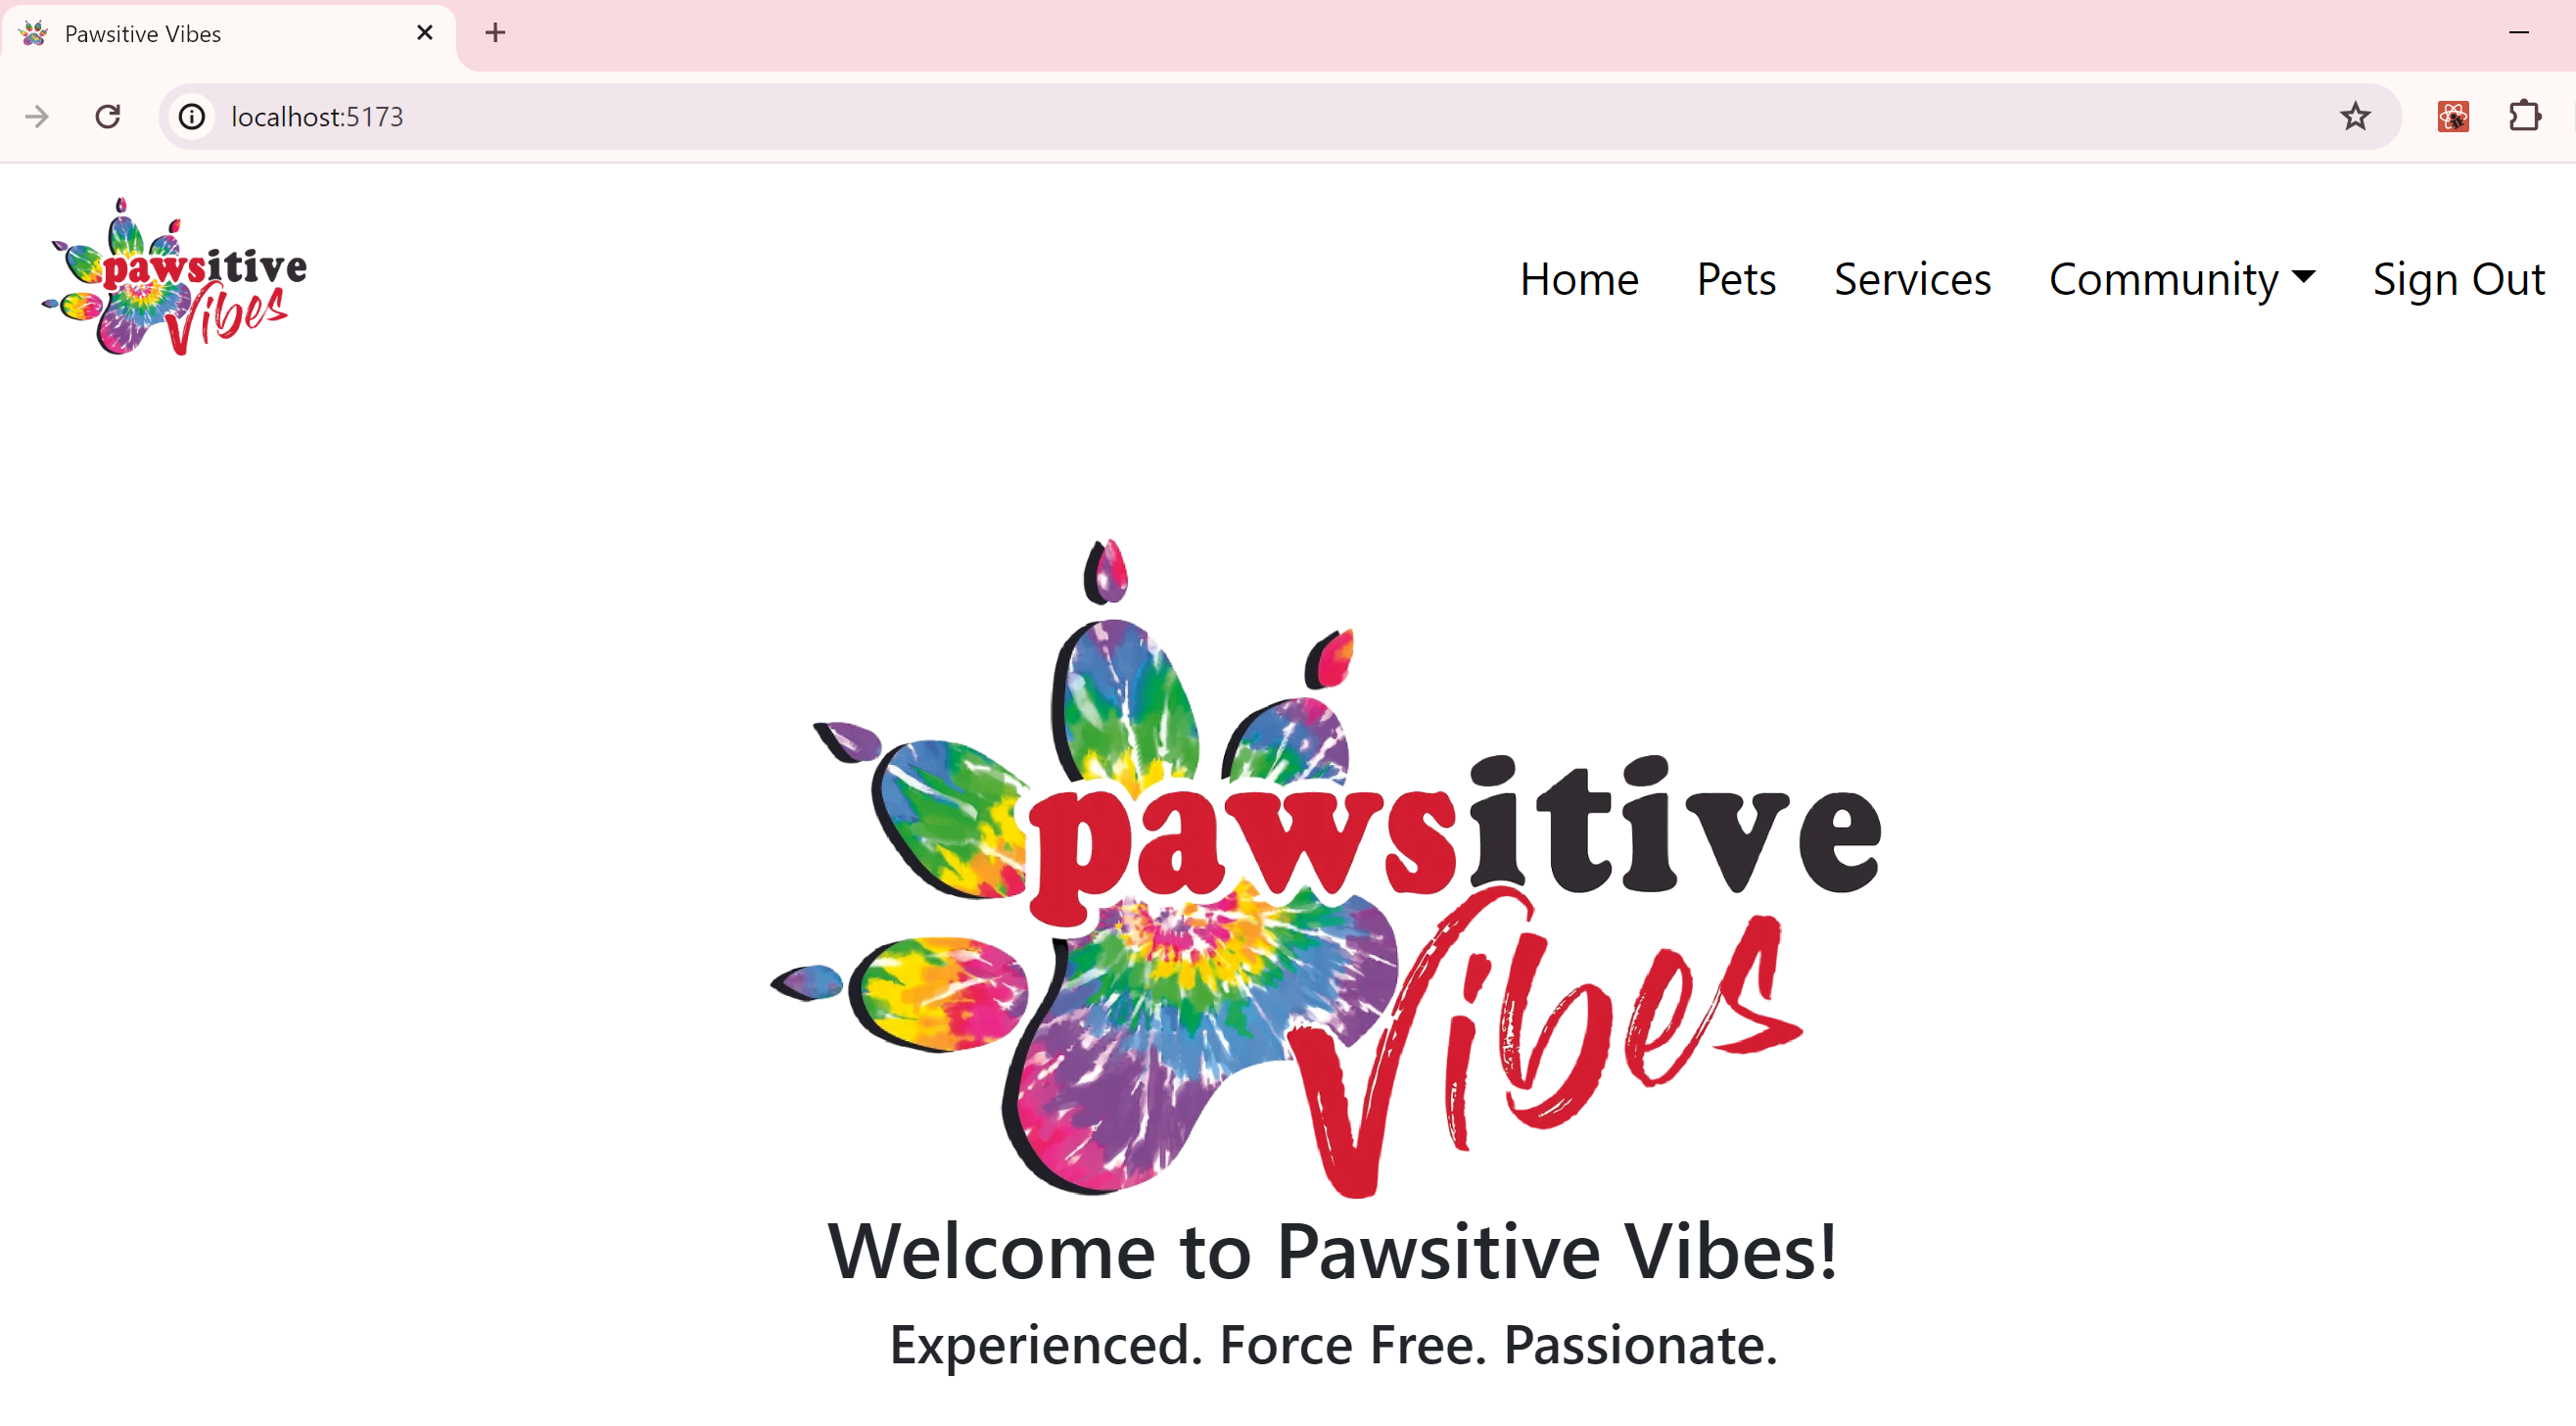 Pawsitive Vibes
localhost:5173
pawsitive
Vibes
Home Pets Services Community Sign Out
pawsitive
Vibes
Welcome to Pawsitive Vibes!
Experienced. Force Free. Passionate.